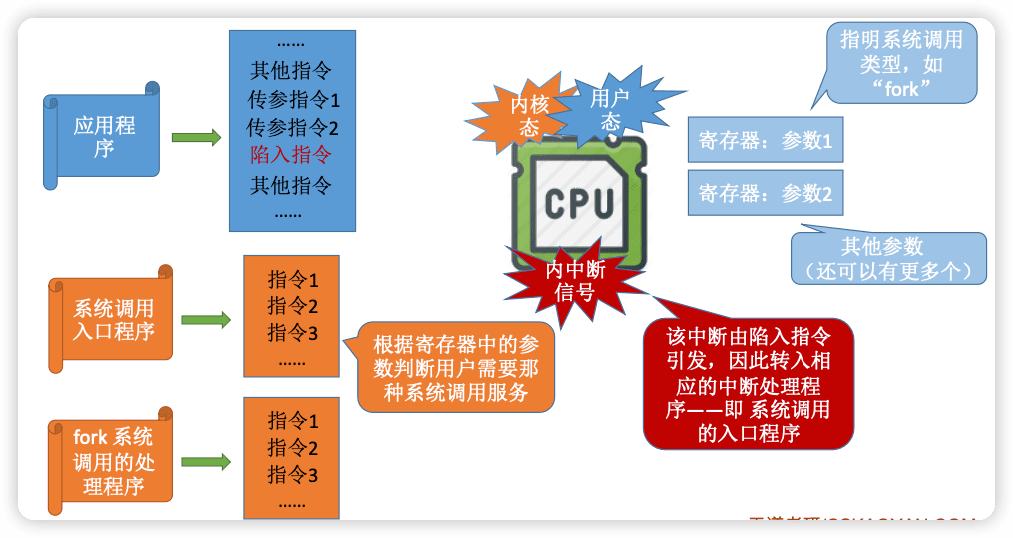 应用程
序
……
其他指令
传参指令1
传参指令2
陷入指令
其他指令
……
内核
态
用户
态
CPU
内中断
信号
指明系统调用
类型，如
“fork”
寄存器：参数1
寄存器：参数2
其他参数
（还可以有更多个）
系统调用
入口程序
指令1
指令2
指令3
……
根据寄存器中的参
数判断用户需要那
种系统调用服务
该中断由陷入指令
引发，因此转入相
应的中断处理程
序——即 系统调用
的入口程序
fork 系统
调用的处
理程序
指令1
指令2
指令3
……